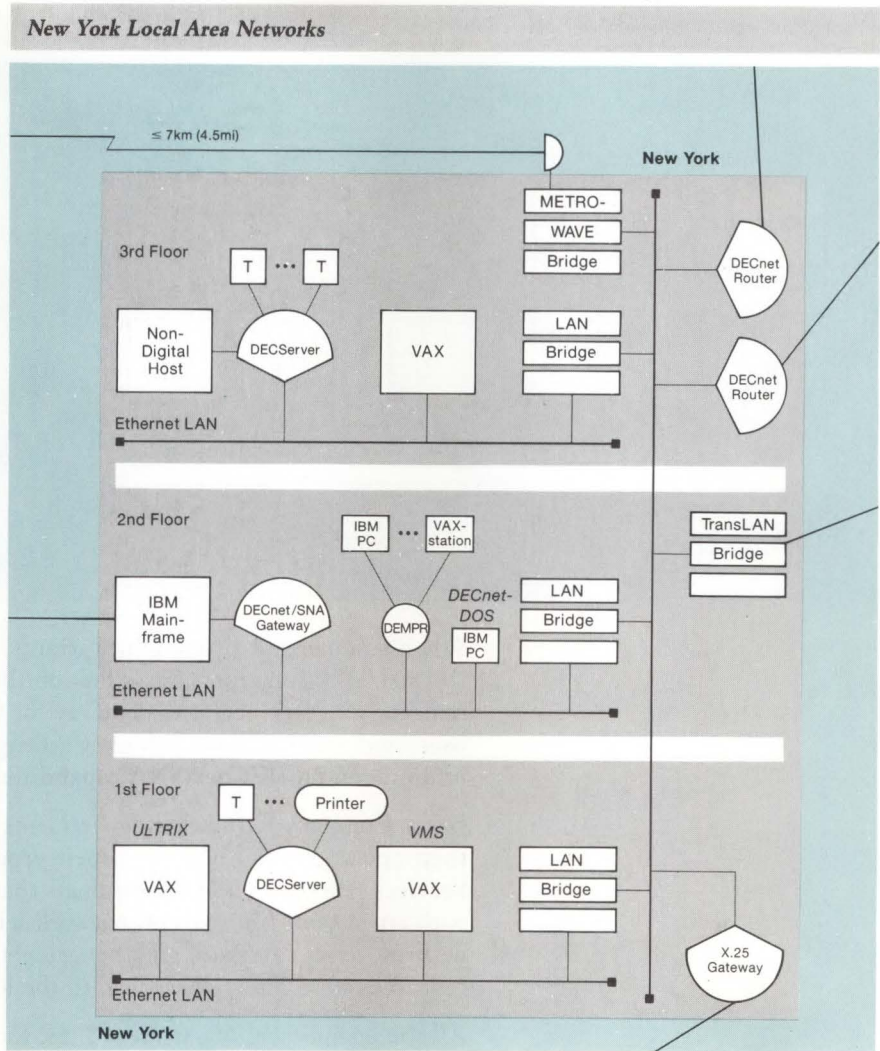 New York Local Area Networks
≤ 7km (4.5mi)
New York
METRO-
WAVE
Bridge
3rd Floor
T ••• T
DECnet
Router
Non-
Digital
Host
DECServer
VAX
LAN
Bridge
DECnet
Router
Ethernet LAN
2nd Floor
IBM
PC
•••
VAX-
station
TransLAN
Bridge
IBM
Main-
frame
DECnet/SNA
Gateway
DEMPR
DECnet-
DOS
IBM
PC
LAN
Bridge
Ethernet LAN
1st Floor
T ••• Printer
ULTRIX
VAX
DECServer
VMS
VAX
LAN
Bridge
X.25
Gateway
Ethernet LAN
New York